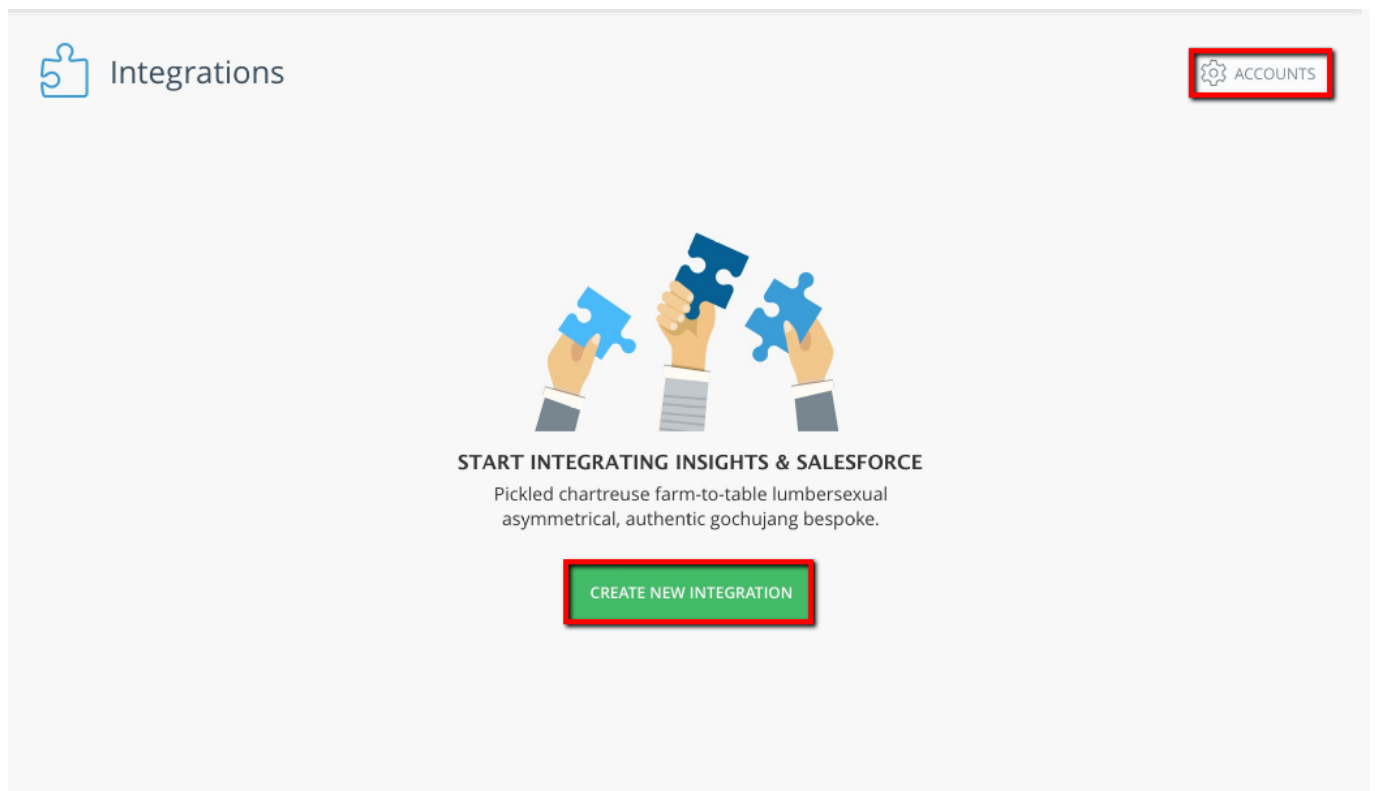 Integrations
ACCOUNTS
START INTEGRATING INSIGHTS & SALESFORCE
Pickled chartreuse farm-to-table lumbersexual
asymmetrical, authentic gochujang bespoke.
CREATE NEW INTEGRATION